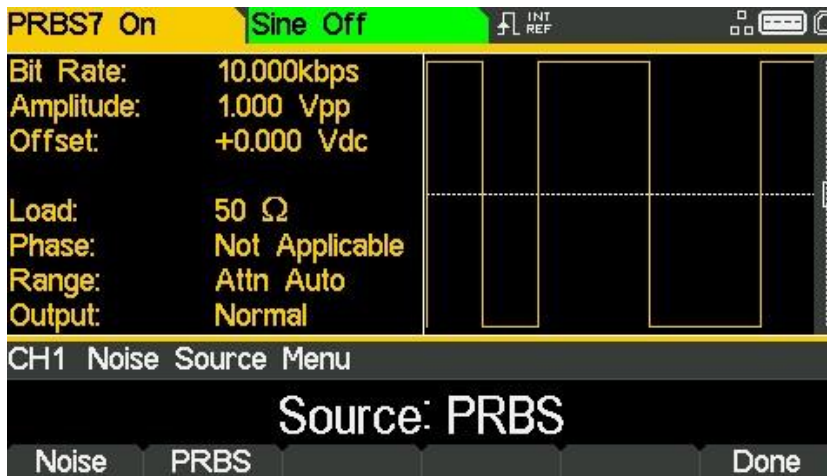 PRBS7 On Sine Off INT REF
Bit Rate: 10.000kbps
Amplitude: 1.000 Vpp
Offset: +0.000 Vdc
Load: 50 Ω
Phase: Not Applicable
Range: Attn Auto
Output: Normal
CH1 Noise Source Menu
Source: PRBS
Noise PRBS Done